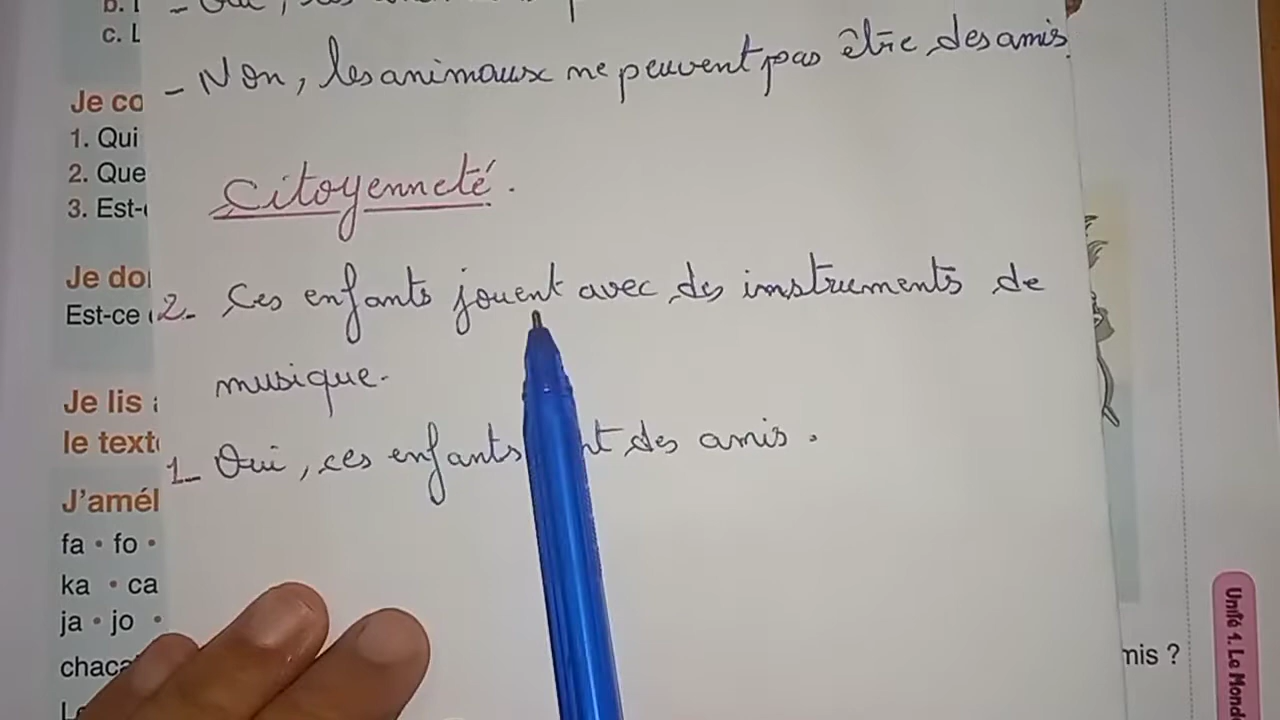 b.
c. L
- Non, les animaux ne peuvent pas être des amis.
Je co
1. Qui
2. Que
3. Est-
Citoyenneté.
Je do
Est-ce
2- Ces enfants jouent avec des instruments de
musique.
Je lis
le text
1- Oui, ces enfants nt des amis.
J'amél
fa • fo •
ka • ca
ja • jo •
chaca
Le
mis ?
Unité 1. Le Mond